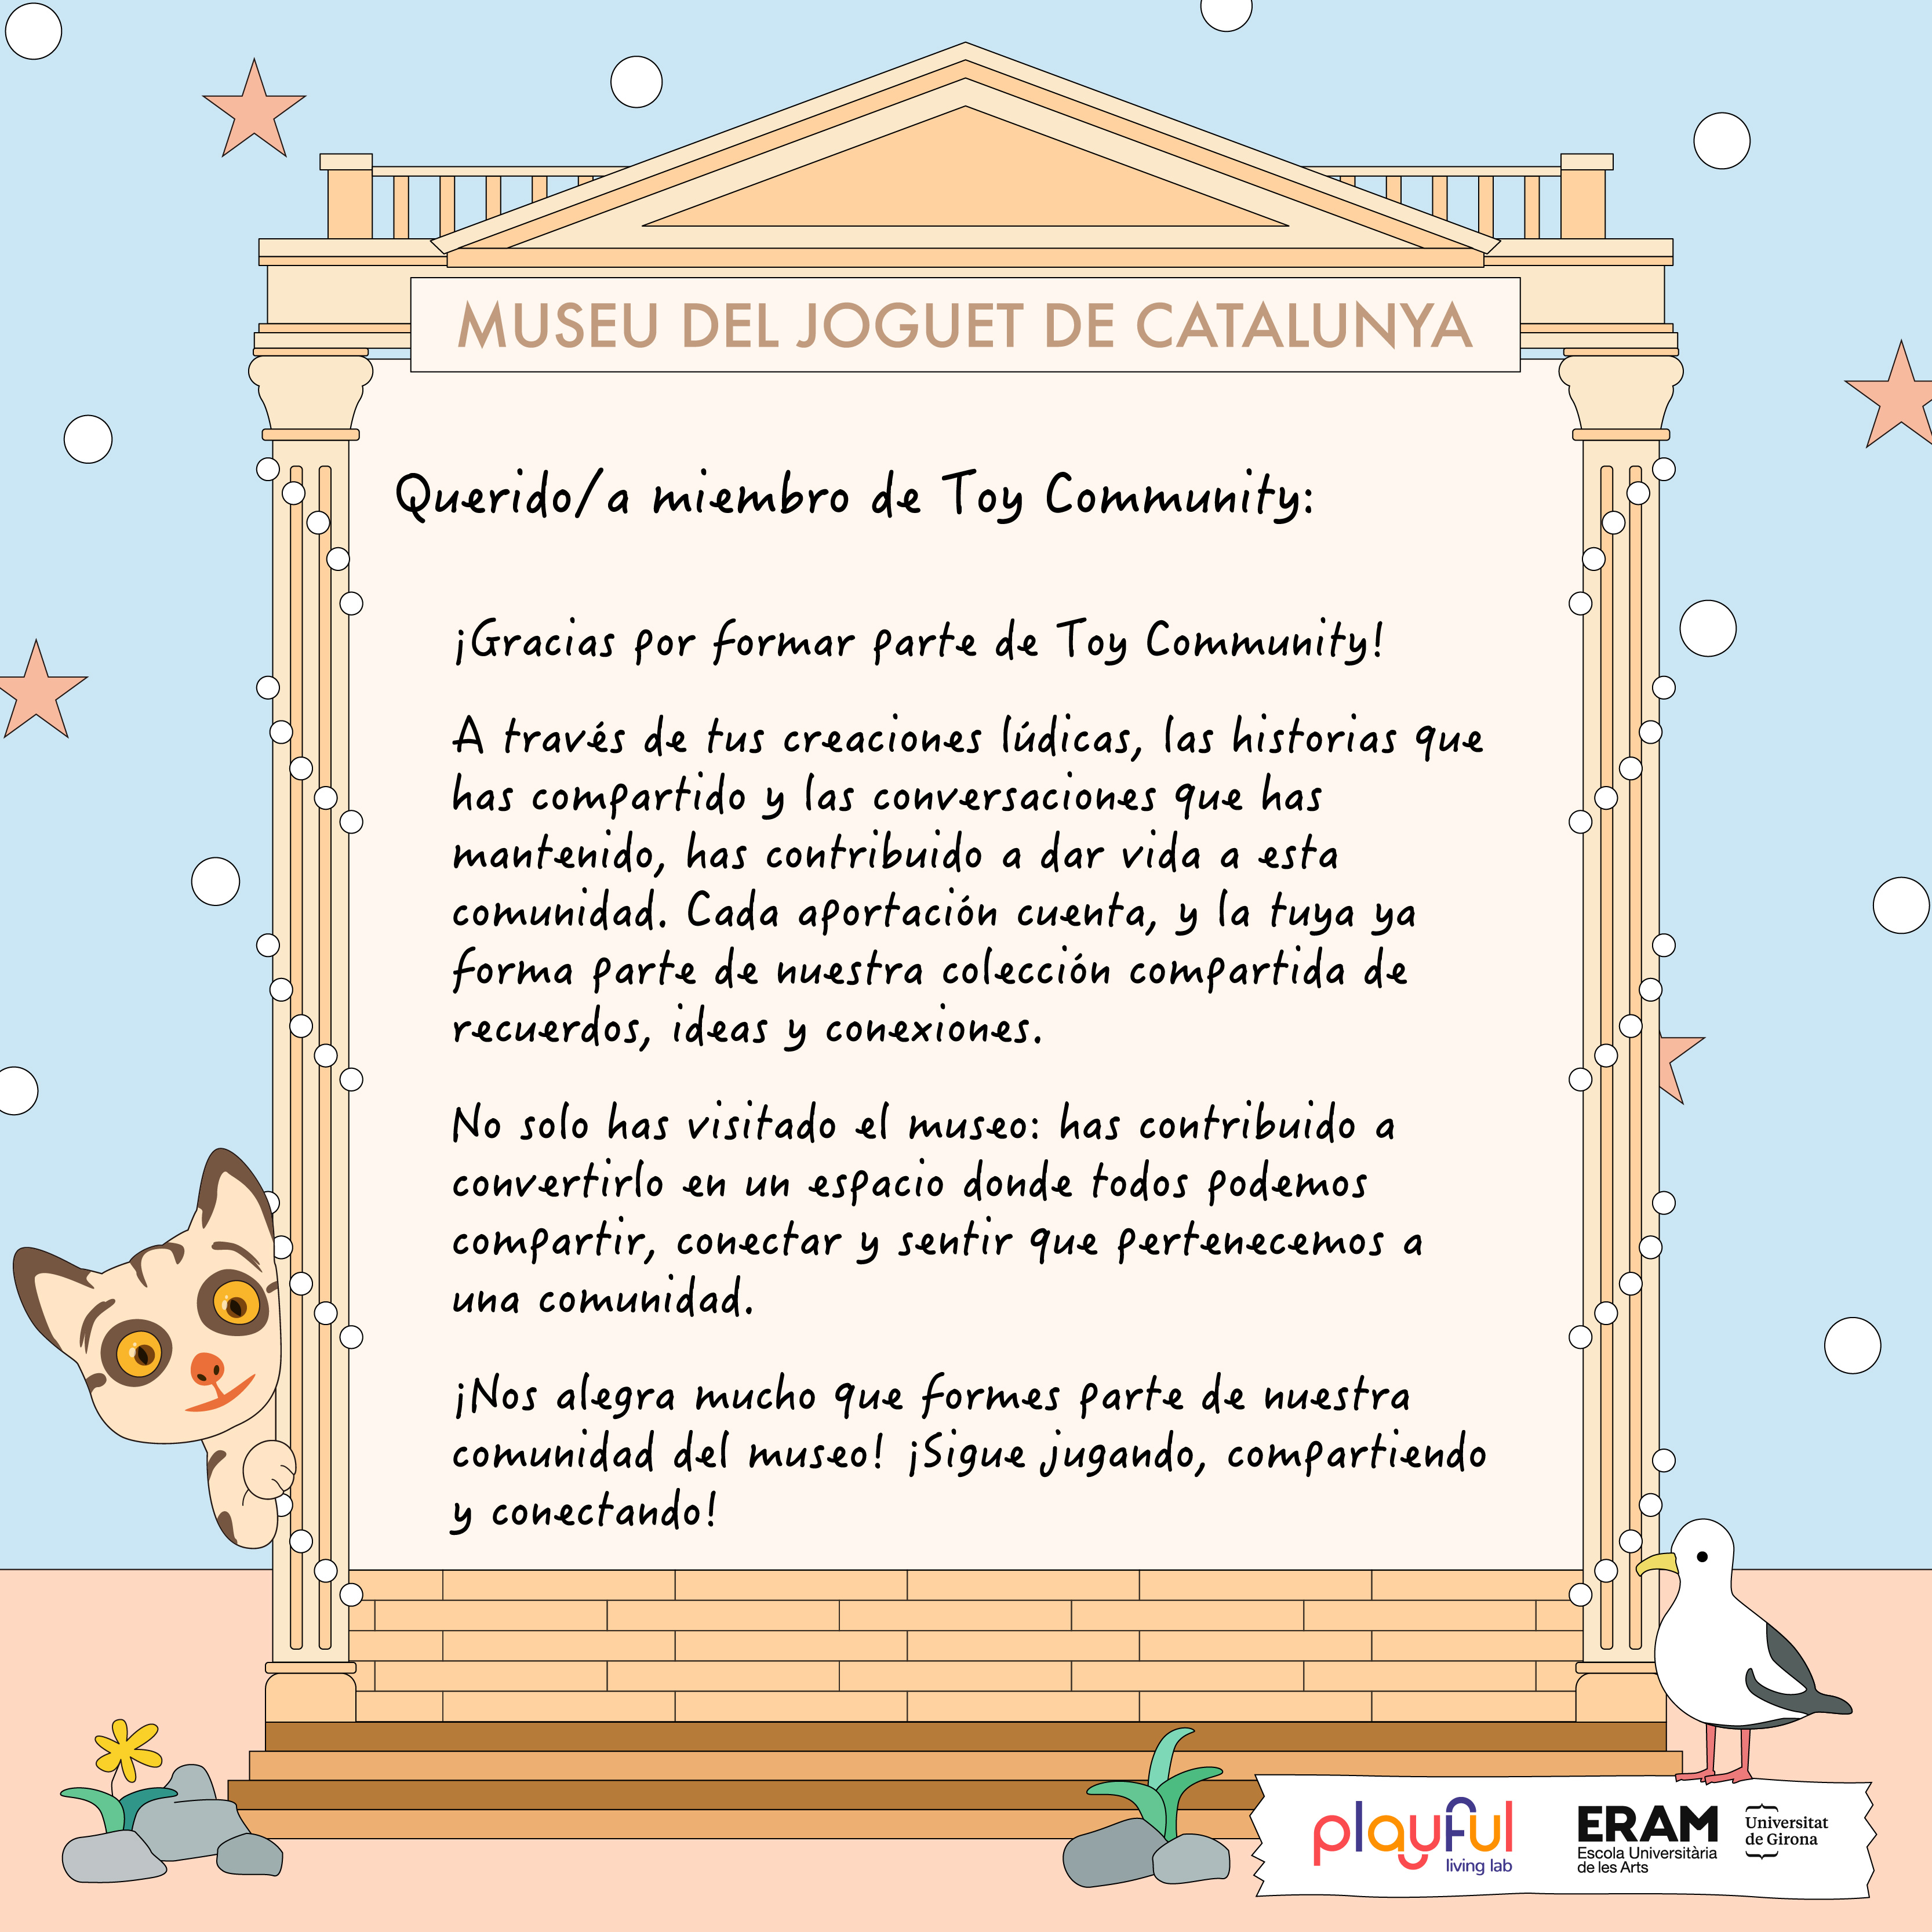 MUSEU DEL JOGUET DE CATALUNYA
Querido/a miembro de Toy Community:
¡Gracias por formar parte de Toy Community!
A través de tus creaciones lúdicas, las historias que
has compartido y las conversaciones que has
mantenido, has contribuido a dar vida a esta
comunidad. Cada aportación cuenta, y la tuya ya
forma parte de nuestra colección compartida de
recuerdos, ideas y conexiones.
No solo has visitado el museo: has contribuido a
convertirlo en un espacio donde todos podemos
compartir, conectar y sentir que pertenecemos a
una comunidad.
¡Nos alegra mucho que formes parte de nuestra
comunidad del museo! ¡Sigue jugando, compartiendo
y conectando!
playful
living lab
ERAM
Escola Universitària
de les Arts
Universitat
de Girona